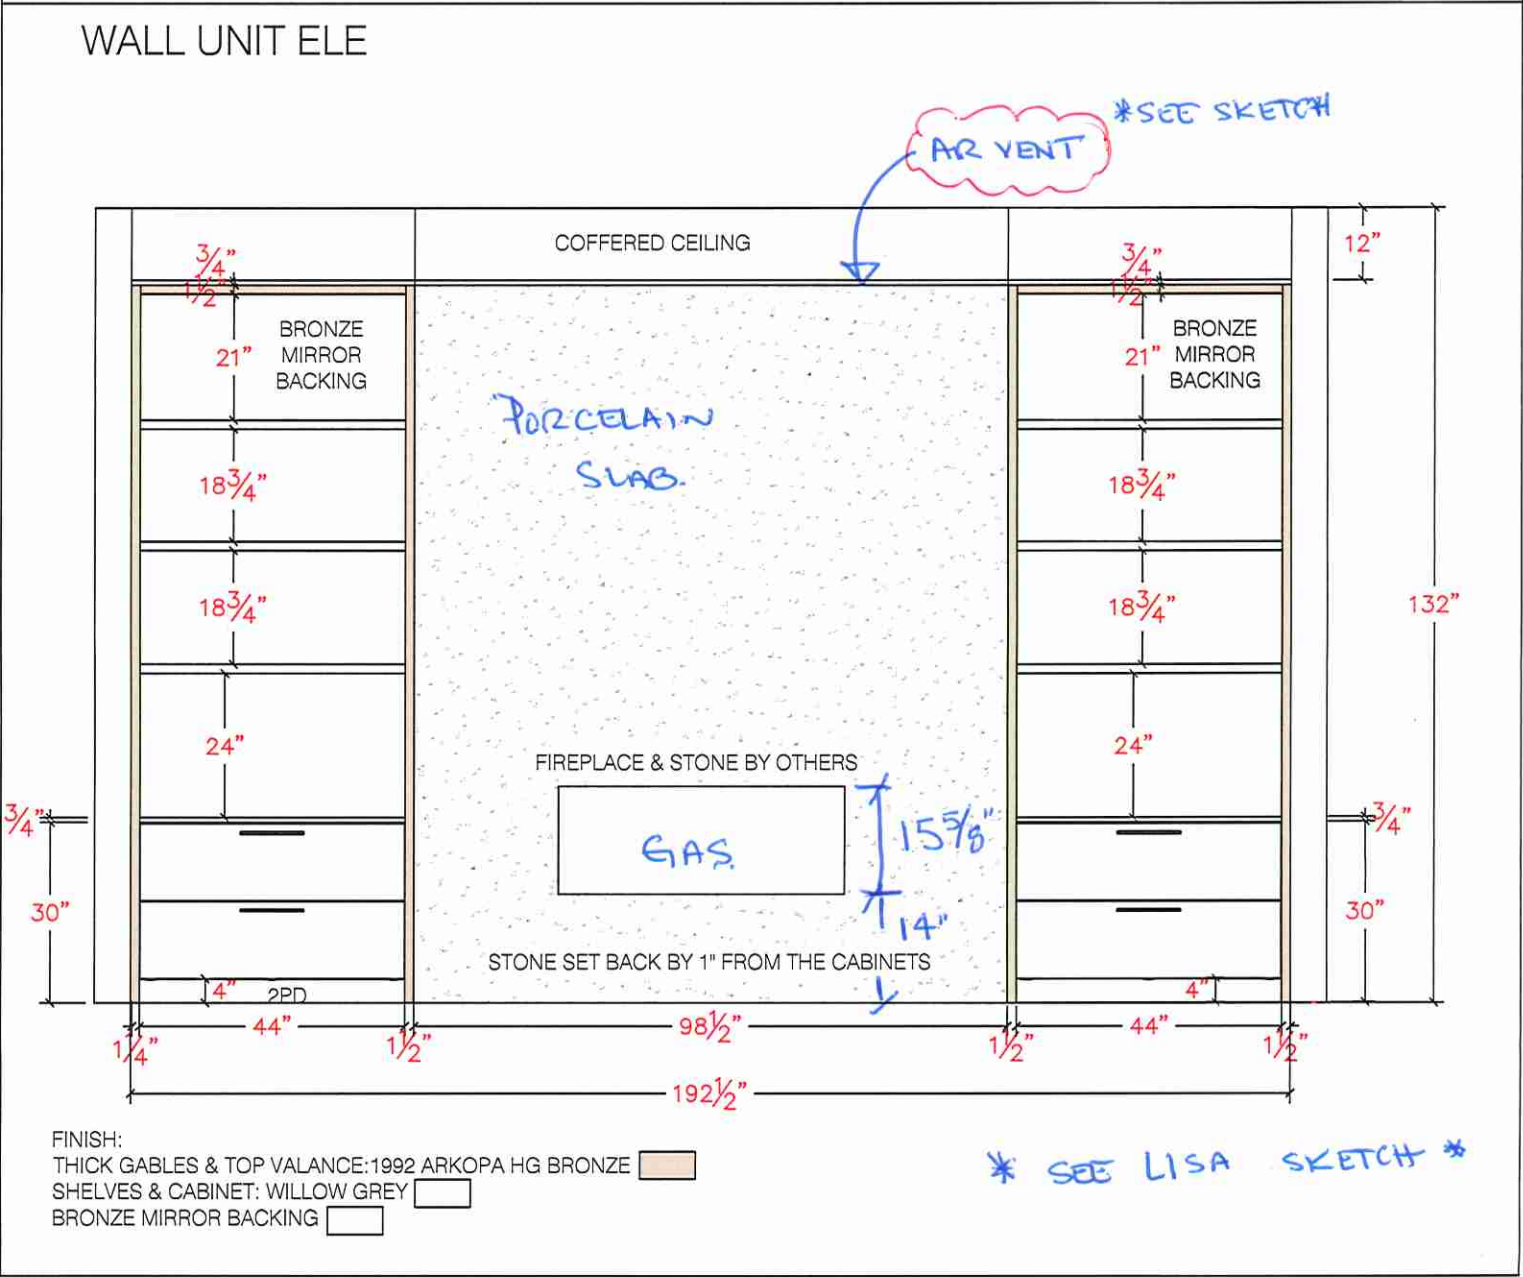 WALL UNIT ELE
*SEE SKETCH
AR VENT
COFFERED CEILING
12"
3/4"
3/4"
1 1/2"
1 1/2"
BRONZE
MIRROR
BACKING
21"
BRONZE
MIRROR
BACKING
21"
PORCELAIN
SLAB.
18 3/4"
18 3/4"
18 3/4"
18 3/4"
132"
24"
24"
FIREPLACE & STONE BY OTHERS
3/4"
3/4"
GAS.
15 5/8"
30"
30"
14"
STONE SET BACK BY 1" FROM THE CABINETS
4"
2PD
4"
44"
98 1/2"
44"
1/4"
1/2"
1/2"
1/2"
192 1/2"
FINISH:
THICK GABLES & TOP VALANCE:1992 ARKOPA HG BRONZE
SHELVES & CABINET: WILLOW GREY
BRONZE MIRROR BACKING
* SEE LISA SKETCH *